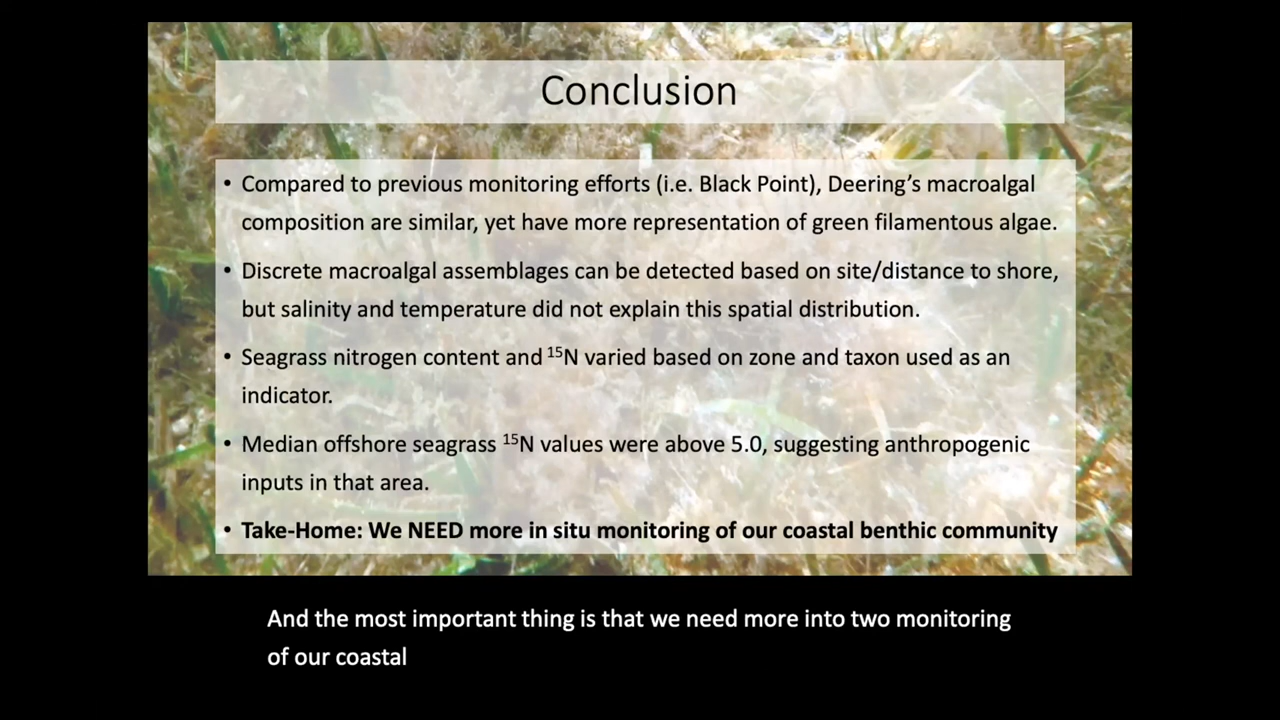 Conclusion
• Compared to previous monitoring efforts (i.e. Black Point), Deering’s macroalgal
composition are similar, yet have more representation of green filamentous algae.
• Discrete macroalgal assemblages can be detected based on site/distance to shore,
but salinity and temperature did not explain this spatial distribution.
• Seagrass nitrogen content and ¹⁵N varied based on zone and taxon used as an
indicator.
• Median offshore seagrass ¹⁵N values were above 5.0, suggesting anthropogenic
inputs in that area.
• Take-Home: We NEED more in situ monitoring of our coastal benthic community
And the most important thing is that we need more into two monitoring
of our coastal